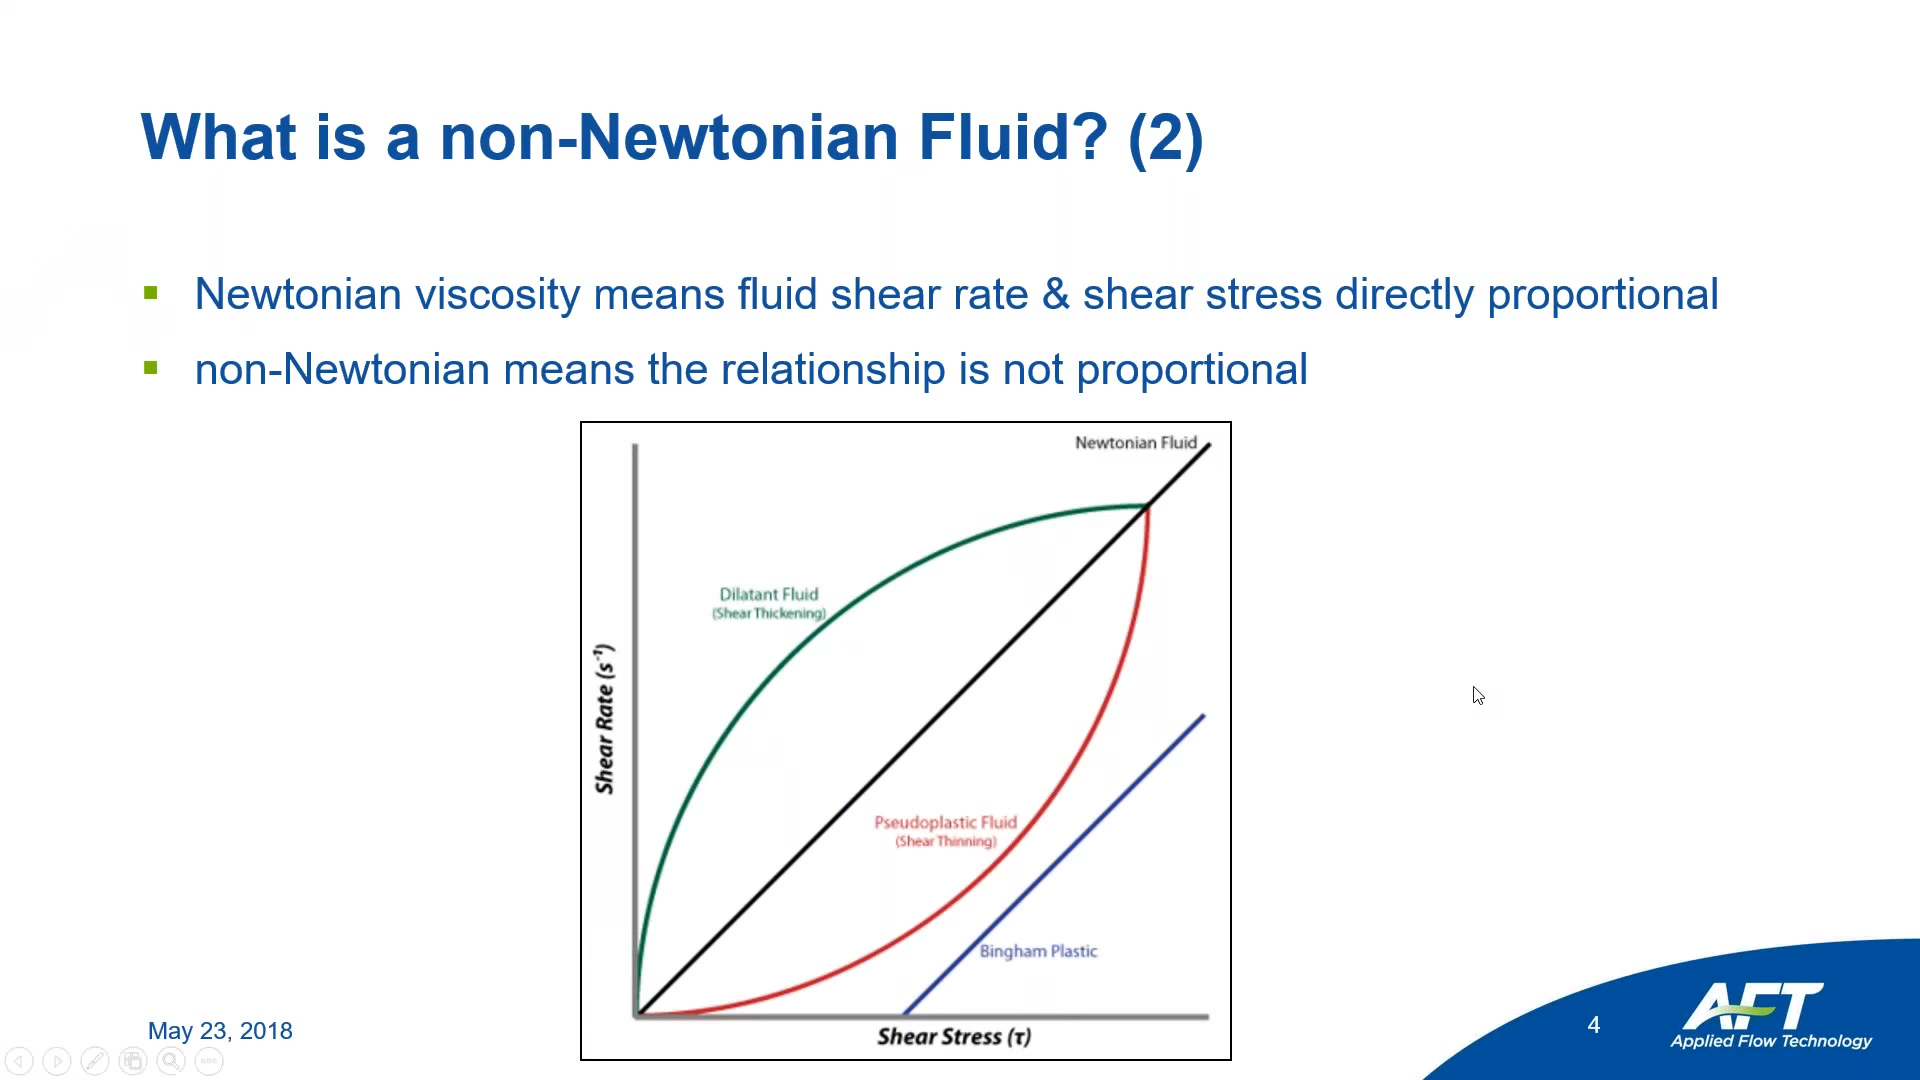 What is a non-Newtonian Fluid? (2)
Newtonian viscosity means fluid shear rate & shear stress directly proportional
non-Newtonian means the relationship is not proportional
Newtonian Fluid
Dilatant Fluid
(Shear Thickening)
Shear Rate (s⁻¹)
Pseudoplastic Fluid
(Shear Thinning)
Bingham Plastic
Shear Stress (τ)
May 23, 2018
4
AFT
Applied Flow Technology